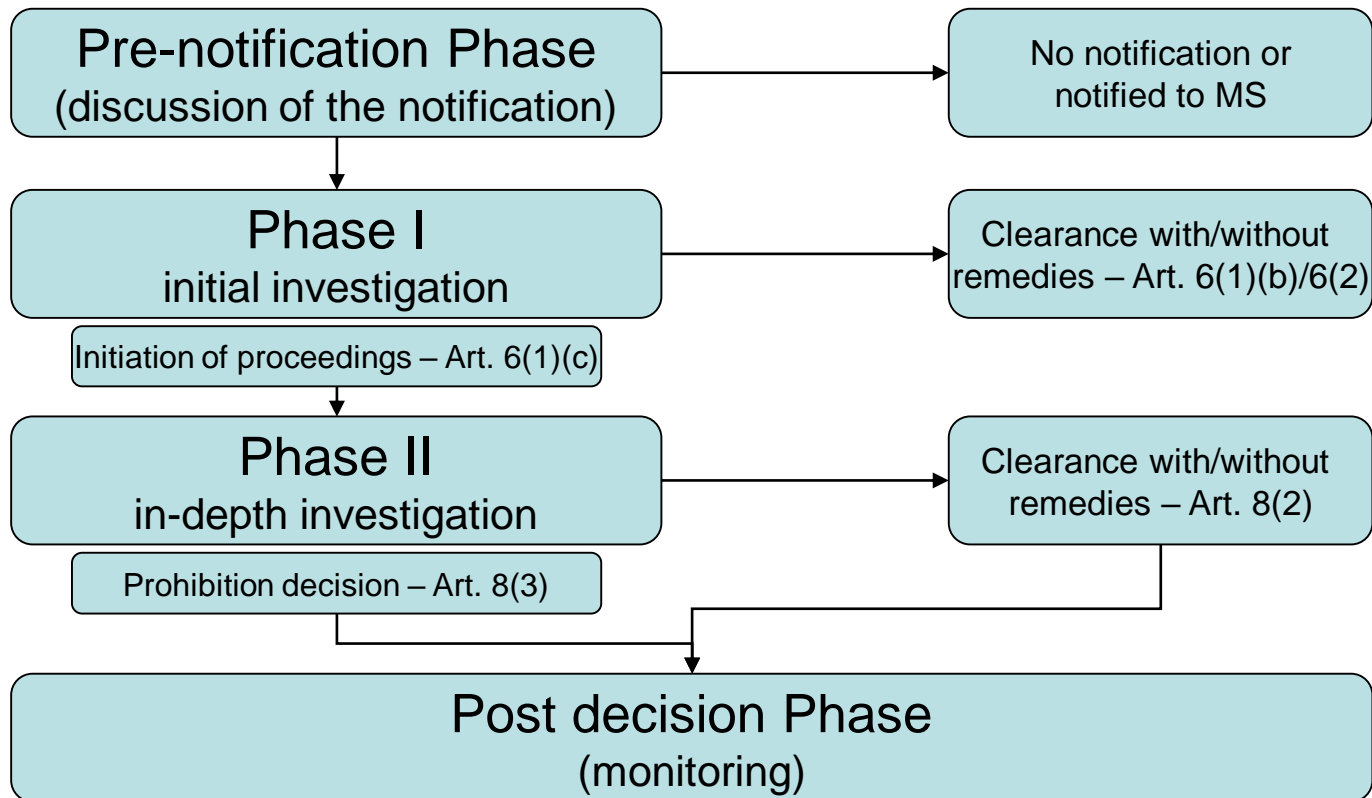 Pre-notification Phase
(discussion of the notification)
No notification or
notified to MS
Phase I
initial investigation
Clearance with/without
remedies – Art. 6(1)(b)/6(2)
Initiation of proceedings – Art. 6(1)(c)
Phase II
in-depth investigation
Clearance with/without
remedies – Art. 8(2)
Prohibition decision – Art. 8(3)
Post decision Phase
(monitoring)